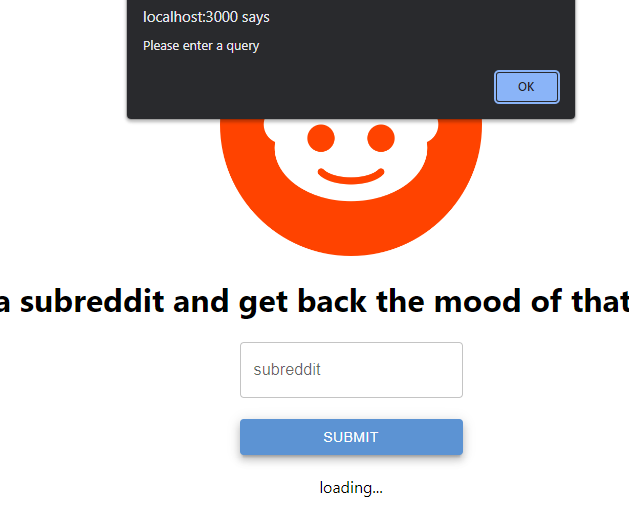 localhost:3000 says
Please enter a query
OK
a subreddit and get back the mood of that
subreddit
SUBMIT
loading...